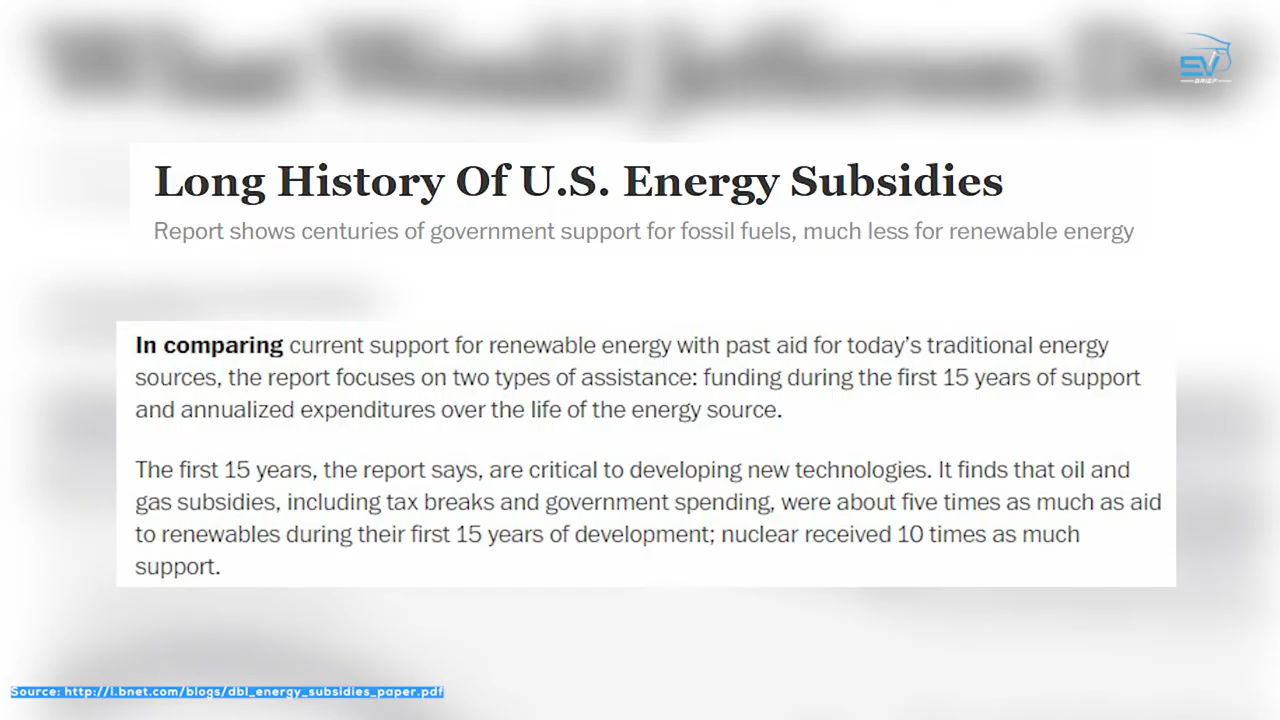 What Would Jefferson Do?
SV
Long History Of U.S. Energy Subsidies
Report shows centuries of government support for fossil fuels, much less for renewable energy
In comparing current support for renewable energy with past aid for today's traditional energy
sources, the report focuses on two types of assistance: funding during the first 15 years of support
and annualized expenditures over the life of the energy source.
The first 15 years, the report says, are critical to developing new technologies. It finds that oil and
gas subsidies, including tax breaks and government spending, were about five times as much as aid
to renewables during their first 15 years of development; nuclear received 10 times as much
support.
Source: http://i.bnet.com/blogs/dbl_energy_subsidies_paper.pdf